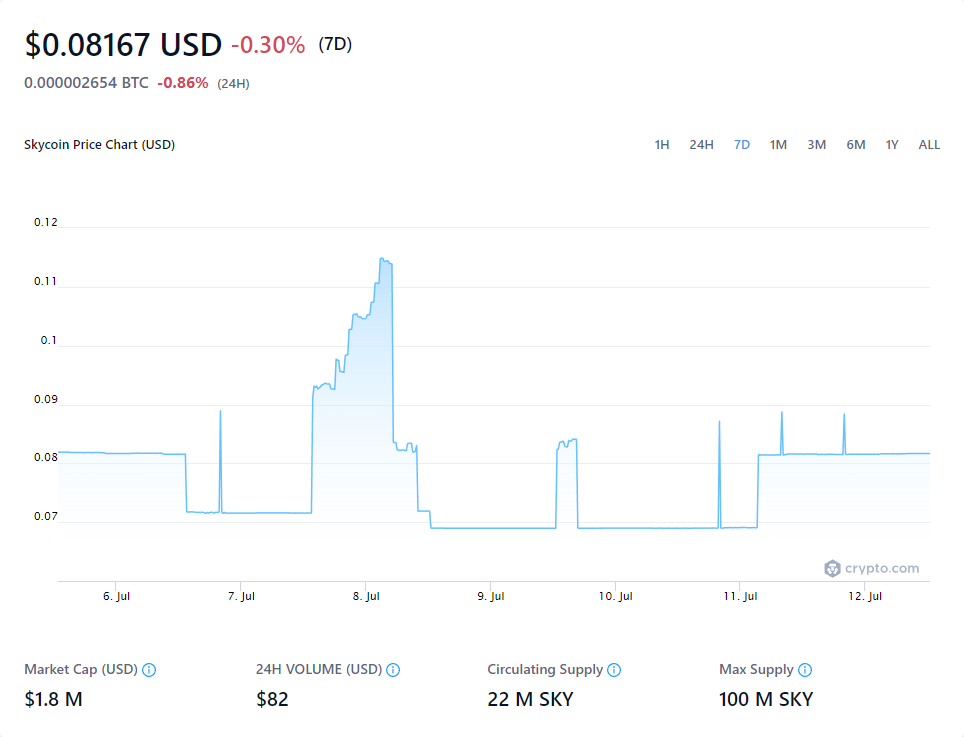 $0.08167 USD -0.30% (7D)
0.000002654 BTC -0.86% (24H)
Skycoin Price Chart (USD) 1H 24H 7D 1M 3M 6M 1Y ALL
0.12
0.11
0.1
0.09
0.08
0.07
crypto.com
6. Jul 7. Jul 8. Jul 9. Jul 10. Jul 11. Jul 12. Jul
Market Cap (USD) 24H VOLUME (USD) Circulating Supply Max Supply
$1.8 M $82 22 M SKY 100 M SKY